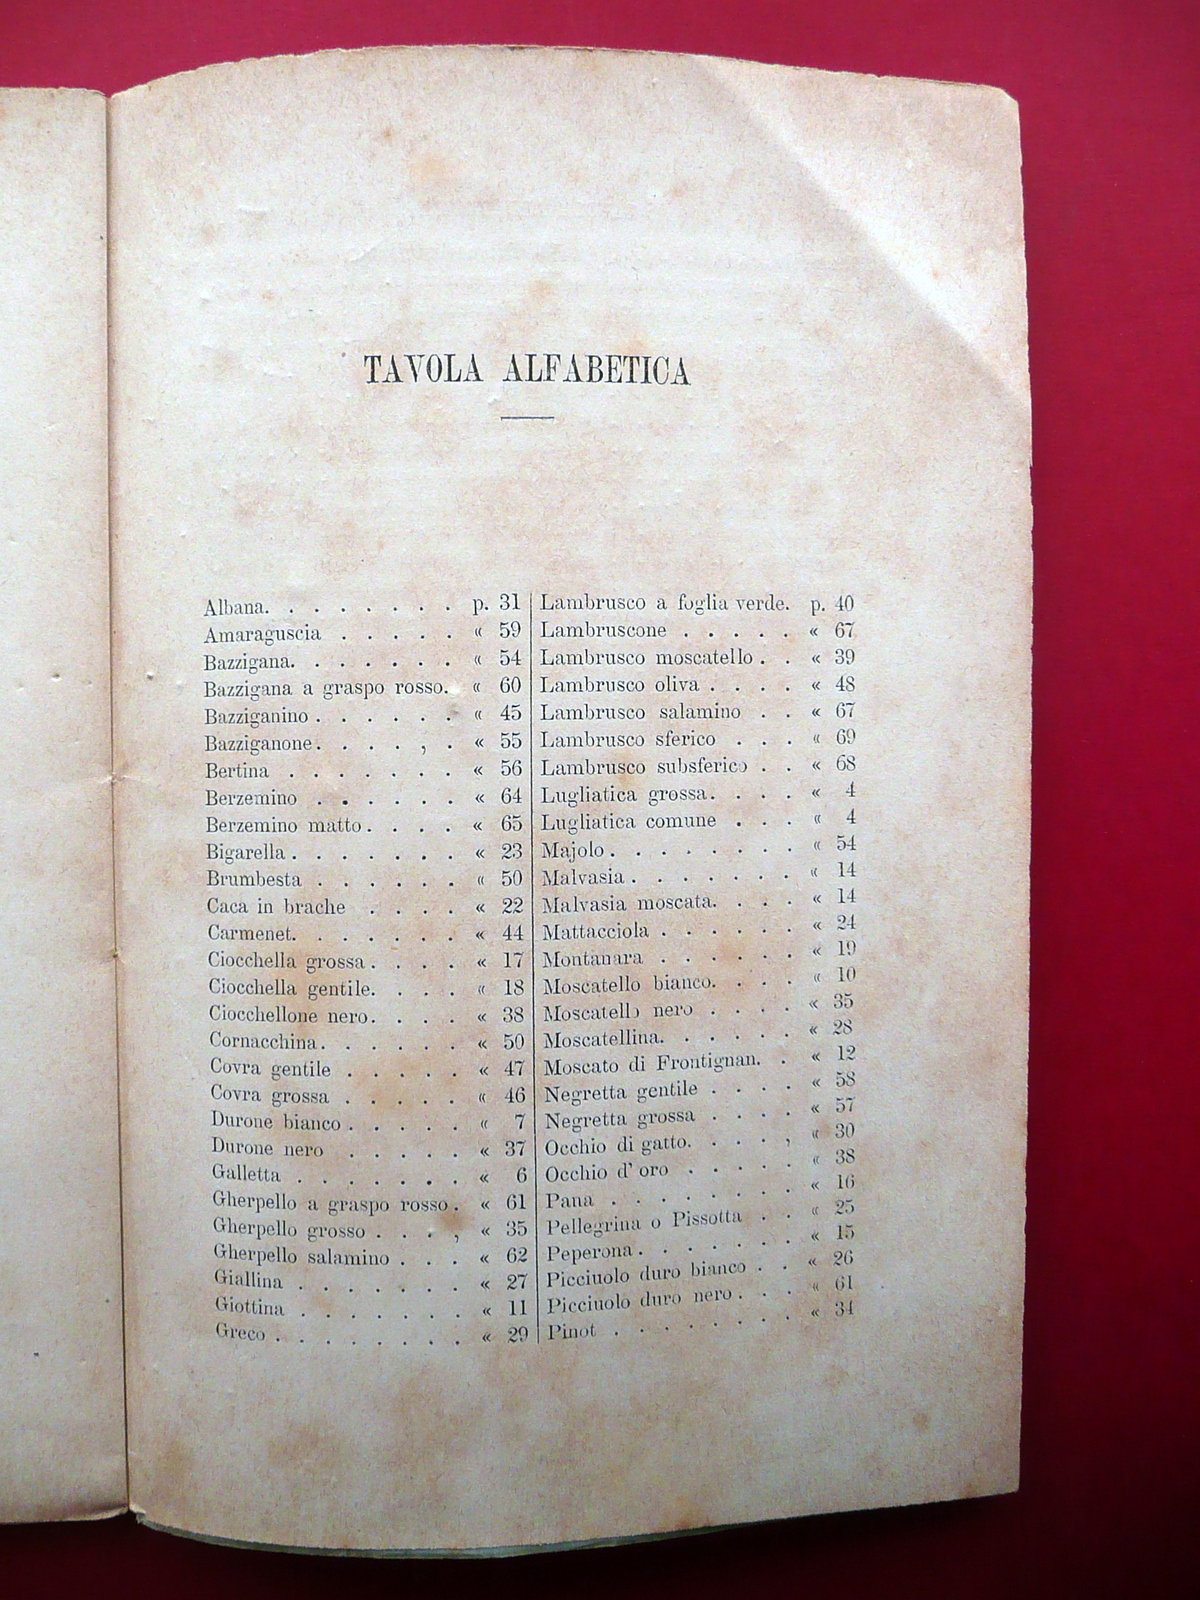 TAVOLA ALFABETICA
Albana. . . . . . . . p. 31
Amaraguscia . . . . . « 59
Bazzigana. . . . . . . « 54
Bazzigana a graspo rosso. « 60
Bazziganino . . . . . . « 45
Bazziganone. . . . , . « 55
Bertina . . . . . . . « 56
Berzemino . . . . . . « 64
Berzemino matto . . . . « 65
Bigarella . . . . . . . « 23
Brumbesta . . . . . . « 50
Caca in brache . . . . « 22
Carmenet. . . . . . . « 44
Ciocchella grossa . . . . « 17
Ciocchella gentile. . . . « 18
Ciocchellone nero. . . . « 38
Cornacchina . . . . . . « 50
Covra gentile . . . . . « 47
Covra grossa . . . . . « 46
Durone bianco . . . . . « 7
Durone nero . . . . . « 37
Galletta . . . . . . . « 6
Gherpello a graspo rosso . « 61
Gherpello grosso . . . , « 35
Gherpello salamino . . . « 62
Giallina . . . . . . . « 27
Giottina . . . . . . . « 11
Greco . . . . . . . . « 29
Lambrusco a foglia verde. p. 40
Lambruscone . . . . . « 67
Lambrusco moscatello . . « 39
Lambrusco oliva . . . . « 48
Lambrusco salamino . . « 67
Lambrusco sferico . . . « 69
Lambrusco subsferico . . « 68
Lugliatica grossa. . . . « 4
Lugliatica comune . . . « 4
Majolo . . . . . . . . « 54
Malvasia . . . . . . . « 14
Malvasia moscata. . . . « 14
Mattacciola . . . . . . « 24
Montanara . . . . . . « 19
Moscatello bianco. . . . « 10
Moscatello nero . . . . « 35
Moscatellina. . . . . . « 28
Moscato di Frontignan. . « 12
Negretta gentile . . . . « 58
Negretta grossa . . . . « 57
Occhio di gatto. . . . , « 30
Occhio d' oro . . . . . « 38
Pana . . . . . . . . « 16
Pellegrina o Pissotta . . « 25
Peperona . . . . . . . « 15
Picciuolo duro bianco . . « 26
Picciuolo duro nero . . . « 61
Pinot . . . . . . . . « 34